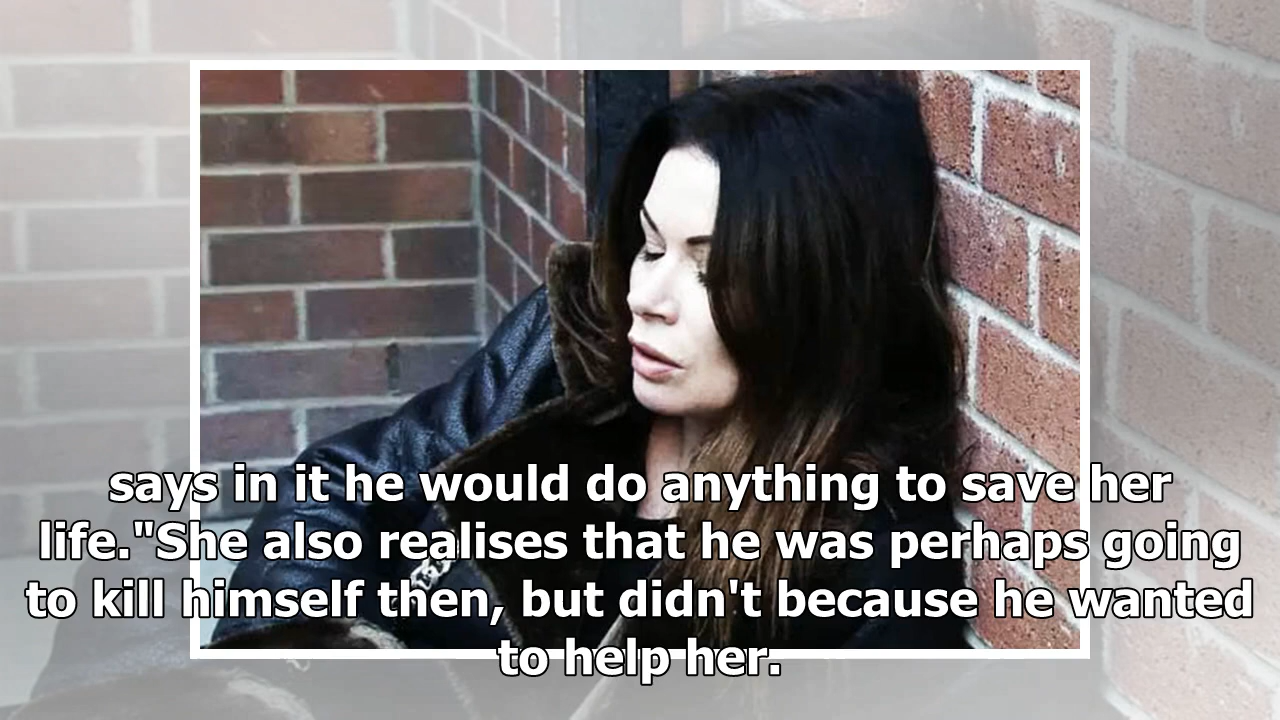 says in it he would do anything to save her
life."She also realises that he was perhaps going
to kill himself then, but didn't because he wanted
to help her.